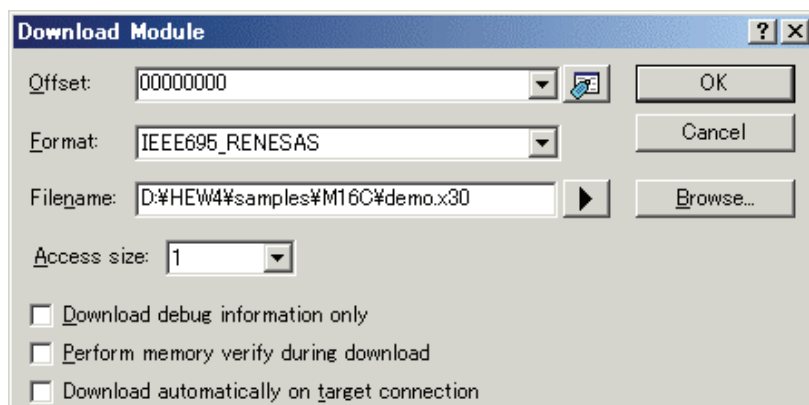 Download Module
Offset: 00000000 OK
Format: IEEE695_RENESAS Cancel
Filename: D:¥HEW4¥samples¥M16C¥demo.x30 Browse...
Access size: 1
Download debug information only
Perform memory verify during download
Download automatically on target connection